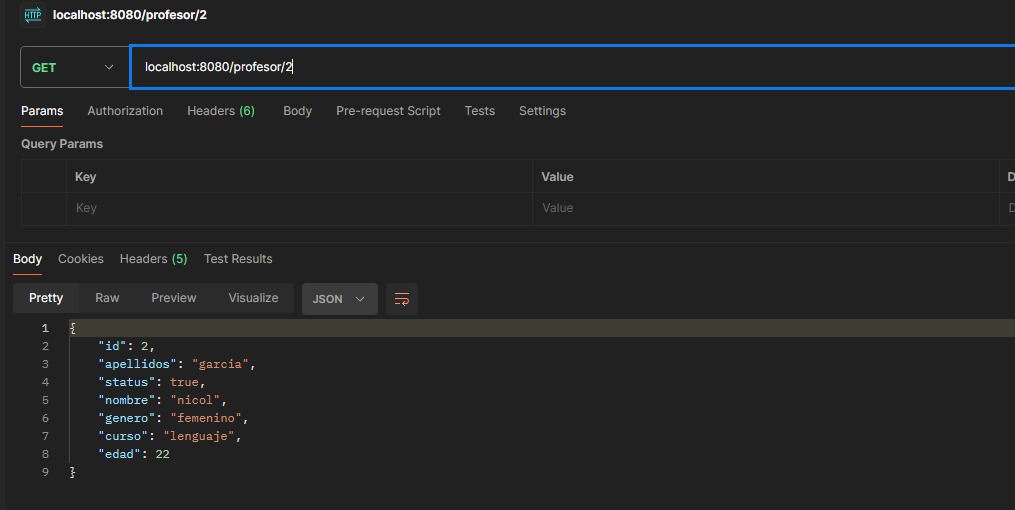 HTTP localhost:8080/profesor/2
GET localhost:8080/profesor/2
Params Authorization Headers (6) Body Pre-request Script Tests Settings
Query Params
Key Value D
Key Value D
Body Cookies Headers (5) Test Results
Pretty Raw Preview Visualize JSON
1 {
2 "id": 2,
3 "apellidos": "garcia",
4 "status": true,
5 "nombre": "nicol",
6 "genero": "femenino",
7 "curso": "lenguaje",
8 "edad": 22
9 }